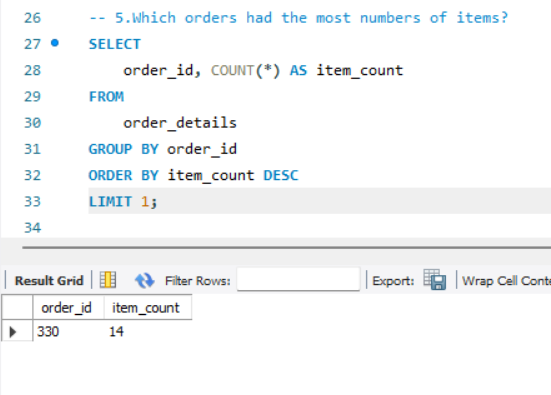 26 -- 5.Which orders had the most numbers of items?
27 SELECT
28 order_id, COUNT(*) AS item_count
29 FROM
30 order_details
31 GROUP BY order_id
32 ORDER BY item_count DESC
33 LIMIT 1;
34
Result Grid Filter Rows: Export: Wrap Cell Conte
order_id item_count
330 14